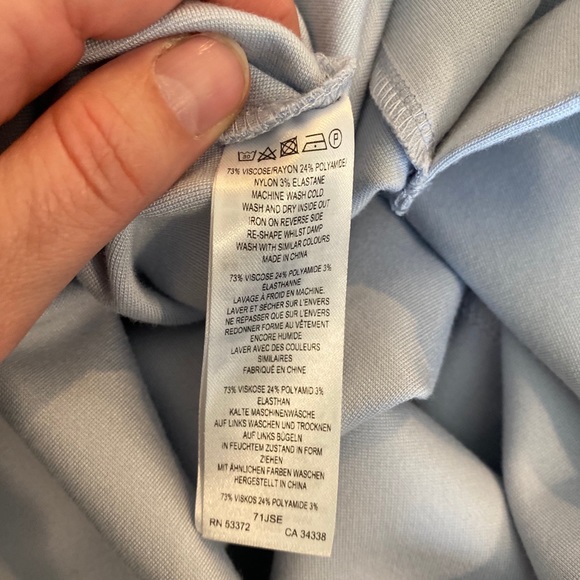 30 P
73% VISCOSE/RAYON 24% POLYAMIDE/
NYLON 3% ELASTANE
MACHINE WASH COLD
WASH AND DRY INSIDE OUT
IRON ON REVERSE SIDE
RE-SHAPE WHILST DAMP
WASH WITH SIMILAR COLOURS
MADE IN CHINA
73% VISCOSE 24% POLYAMIDE 3%
ÉLASTHANNE
LAVAGE À FROID EN MACHINE.
LAVER ET SÉCHER SUR L'ENVERS
NE REPASSER QUE SUR L'ENVERS
REDONNER FORME AU VÊTEMENT
ENCORE HUMIDE
LAVER AVEC DES COULEURS
SIMILAIRES
FABRIQUÉ EN CHINE
73% VISKOSE 24% POLYAMID 3%
ELASTHAN
KALTE MASCHINENWÄSCHE
AUF LINKS WASCHEN UND TROCKNEN
AUF LINKS BÜGELN
IN FEUCHTEM ZUSTAND IN FORM
ZIEHEN
MIT ÄHNLICHEN FARBEN WASCHEN
HERGESTELLT IN CHINA
73% VISKOS 24% POLYAMIDE 3%
71JSE
RN 53372 CA 34338